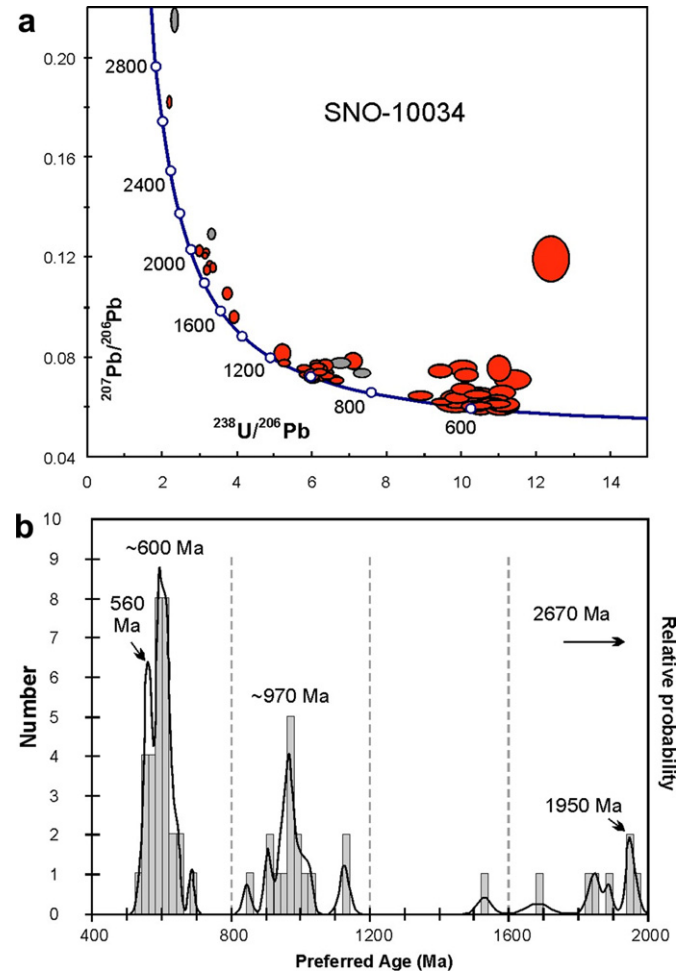 a
0.20
2800
SNO-10034
0.16
2400
0.12
2000
207Pb/206Pb
1600
0.08
1200
800
238U/206Pb
600
0.04
0 2 4 6 8 10 12 14
b
10
~600 Ma
9
8
560
Ma
2670 Ma
7
6
~970 Ma
5
4
1950 Ma
3
2
1
0
Number
Relative probability
400 800 1200 1600 2000
Preferred Age (Ma)